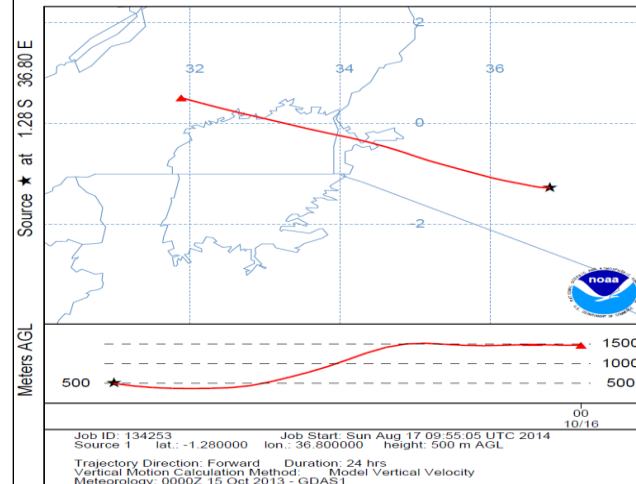 Source ★ at 1.28 S 36.80 E
2
32 34 36
0
-2
noaa
Meters AGL
1500
1000
500 500
00
10/16
Job ID: 134253 Job Start: Sun Aug 17 09:55:05 UTC 2014
Source 1 lat.: -1.280000 lon.: 36.800000 height: 500 m AGL
Trajectory Direction: Forward Duration: 24 hrs
Vertical Motion Calculation Method: Model Vertical Velocity
Meteorology: 0000Z 15 Oct 2013 - GDAS1